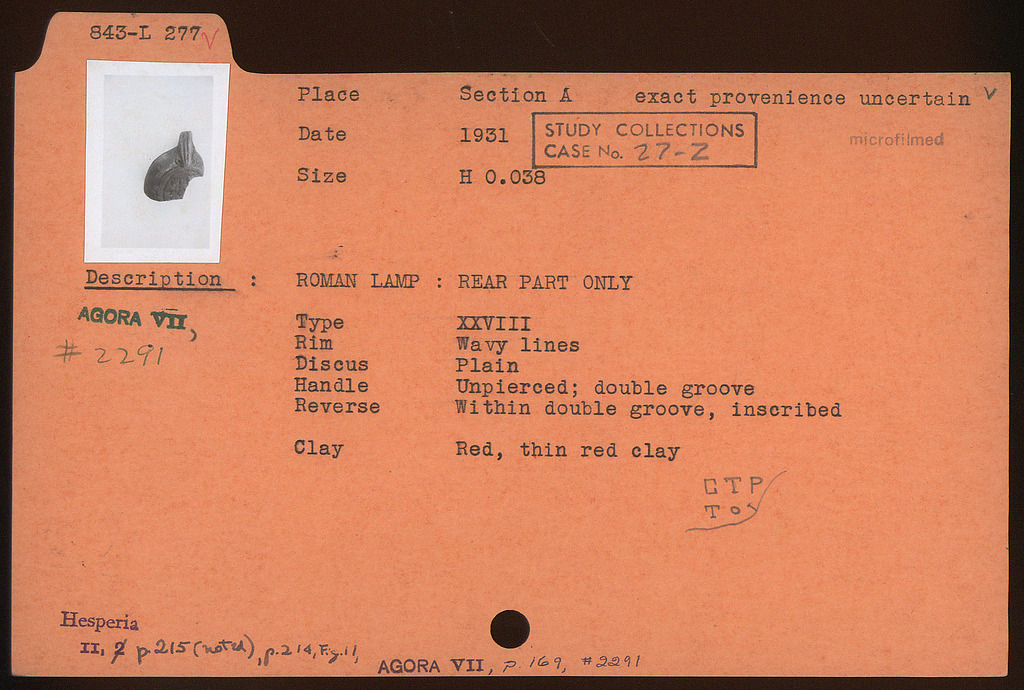 843-L 277 V
Place Section A exact provenience uncertain V
Date 1931 STUDY COLLECTIONS
CASE No. 27-Z
microfilmed
Size H 0.038
Description : ROMAN LAMP : REAR PART ONLY
AGORA VII,
# 2291
Type XXVIII
Rim Wavy lines
Discus Plain
Handle Unpierced; double groove
Reverse Within double groove, inscribed
Clay Red, thin red clay
CTP
TOY
Hesperia
II, 2 p. 215 (noted), p. 214, Fig. 11,
AGORA VII, p. 169, #2291